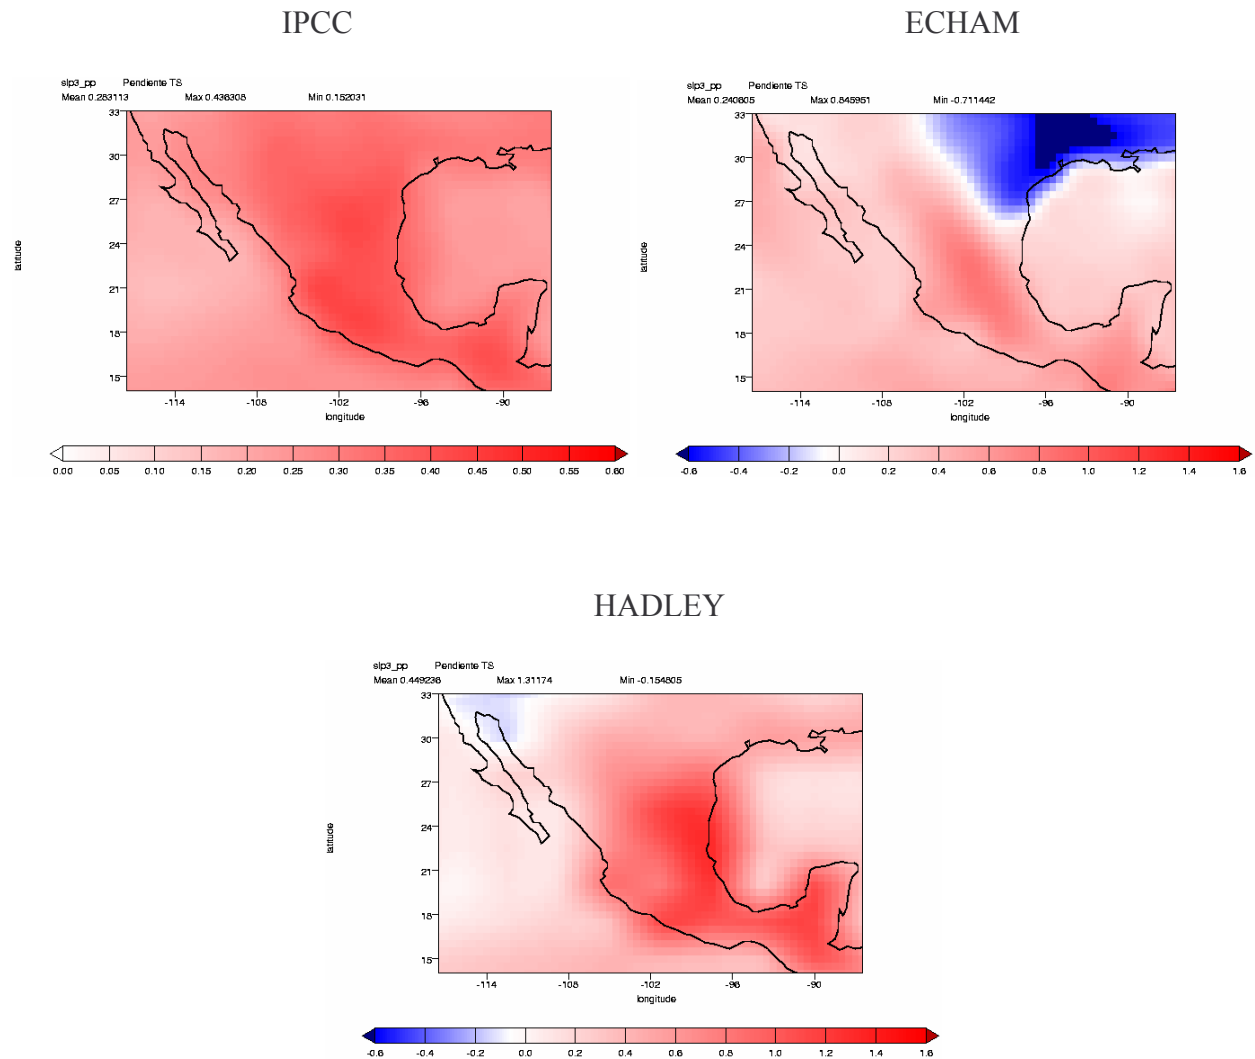 IPCC
slp3_pp Pendiente TS
Mean 0.283113 Max 0.436308 Min 0.152031
33
30
27
24
21
18
15
latitude
-114 -108 -102 -96 -90
longitude
0.00 0.05 0.10 0.15 0.20 0.25 0.30 0.35 0.40 0.45 0.50 0.55 0.60
ECHAM
slp3_pp Pendiente TS
Mean 0.240605 Max 0.845951 Min -0.711442
33
30
27
24
21
18
15
latitude
-114 -108 -102 -96 -90
longitude
-0.6 -0.4 -0.2 0.0 0.2 0.4 0.6 0.8 1.0 1.2 1.4 1.6
HADLEY
slp3_pp Pendiente TS
Mean 0.449236 Max 1.31174 Min -0.154805
33
30
27
24
21
18
15
latitude
-114 -108 -102 -96 -90
longitude
-0.6 -0.4 -0.2 0.0 0.2 0.4 0.6 0.8 1.0 1.2 1.4 1.6